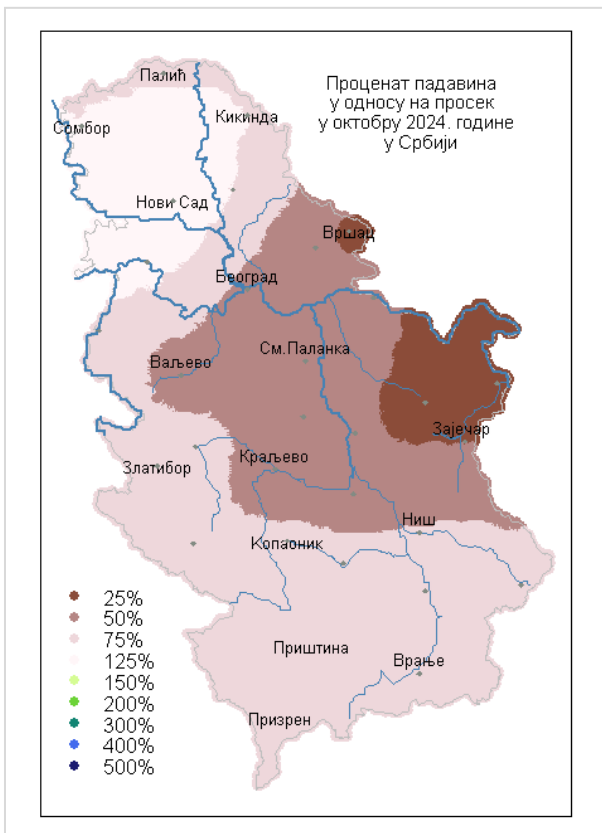 Проценат падавина
у односу на просек
у октобру 2024. године
у Србији
Палић
Кикинда
Сомбор
Нови Сад
Вршац
Београд
См.Паланка
Ваљево
Зајечар
Златибор
Краљево
Ниш
Копаоник
Приштина
Врање
Призрен
25%
50%
75%
125%
150%
200%
300%
400%
500%